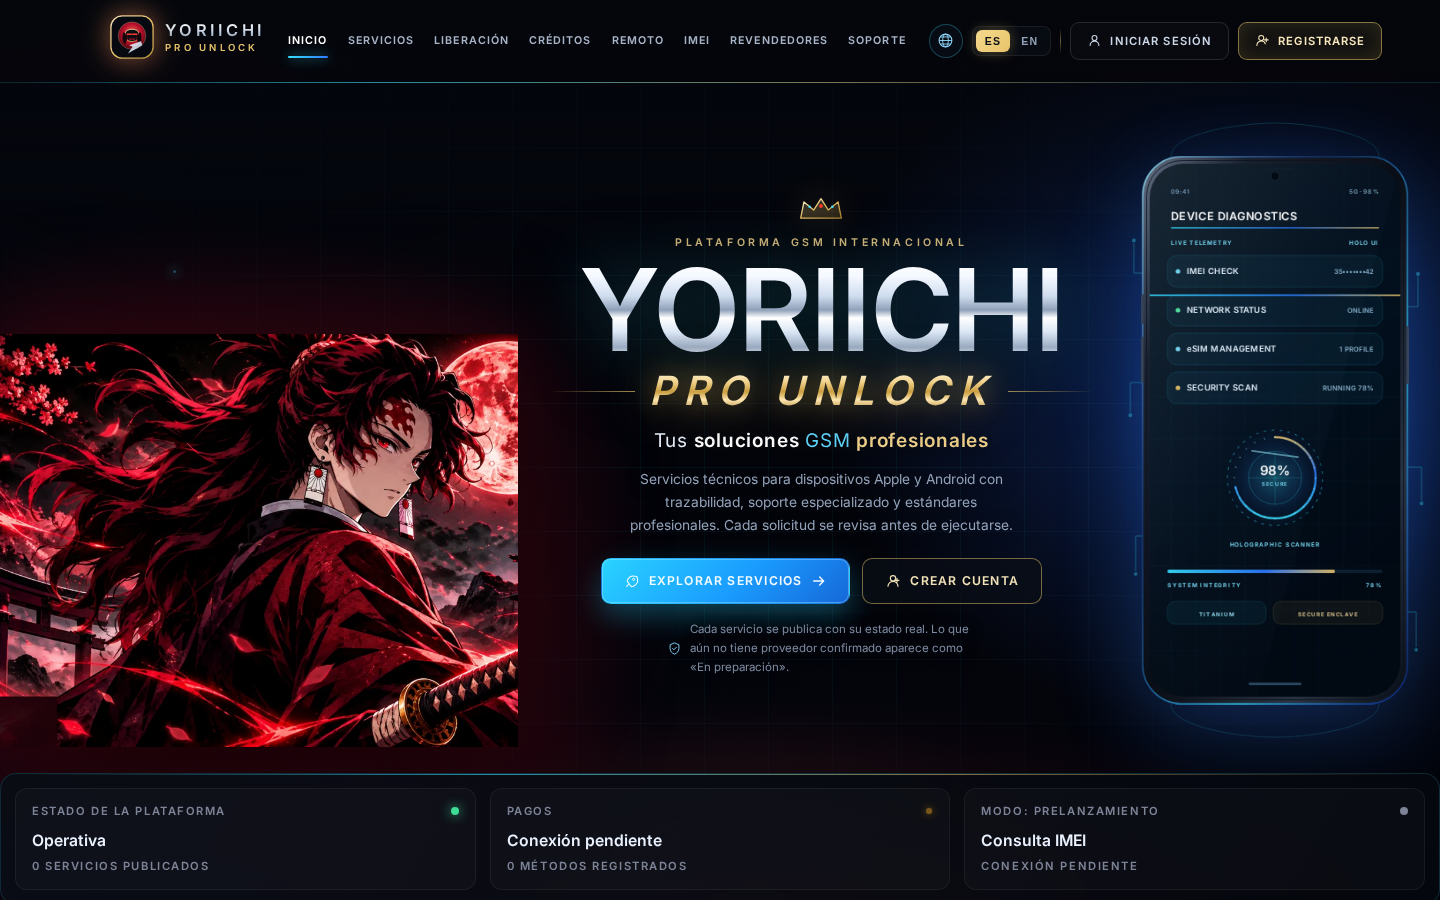 YORIICHI
PRO UNLOCK
INICIO
SERVICIOS
LIBERACIÓN
CRÉDITOS
REMOTO
IMEI
REVENDEDORES
SOPORTE
ES
EN
INICIAR SESIÓN
REGISTRARSE
PLATAFORMA GSM INTERNACIONAL
YORIICHI
PRO UNLOCK
Tus soluciones GSM profesionales
Servicios técnicos para dispositivos Apple y Android con
trazabilidad, soporte especializado y estándares
profesionales. Cada solicitud se revisa antes de ejecutarse.
EXPLORAR SERVICIOS →
CREAR CUENTA
Cada servicio se publica con su estado real. Lo que
aún no tiene proveedor confirmado aparece como
«En preparación».
09:41
5G · 98%
DEVICE DIAGNOSTICS
LIVE TELEMETRY
HOLO UI
IMEI CHECK
35•••••••42
NETWORK STATUS
ONLINE
eSIM MANAGEMENT
1 PROFILE
SECURITY SCAN
RUNNING 78%
98%
SECURE
HOLOGRAPHIC SCANNER
SYSTEM INTEGRITY
78%
TITANIUM
SECURE ENCLAVE
ESTADO DE LA PLATAFORMA
Operativa
0 SERVICIOS PUBLICADOS
PAGOS
Conexión pendiente
0 MÉTODOS REGISTRADOS
MODO: PRELANZAMIENTO
Consulta IMEI
CONEXIÓN PENDIENTE